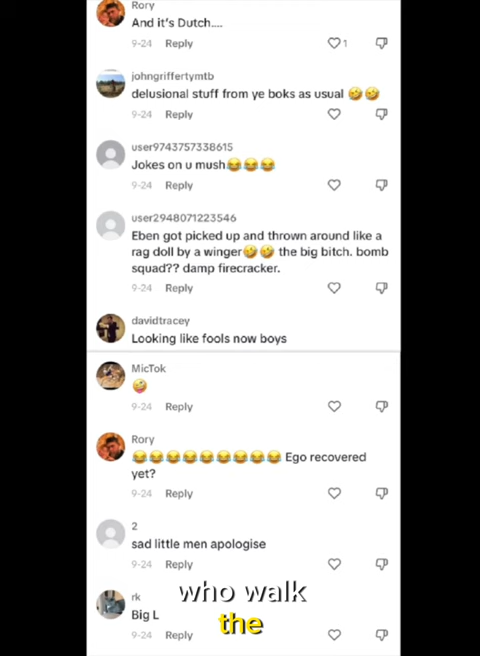 Rory
And it's Dutch....
9-24 Reply 1
johngriffertymtb
delusional stuff from ye boks as usual 🤣🤣
9-24 Reply
user9743757338615
Jokes on u mush😂😂😂
9-24 Reply
user2948071223546
Eben got picked up and thrown around like a
rag doll by a winger🤣🤣 the big bitch. bomb
squad?? damp firecracker.
9-24 Reply
davidtracey
Looking like fools now boys
MicTok
🤪
9-24 Reply
Rory
😂😂😂😂😂😂😂😂😂 Ego recovered
yet?
9-24 Reply
2
sad little men apologise
9-24 Reply
rk
Big L
9-24 Reply
who walk
the